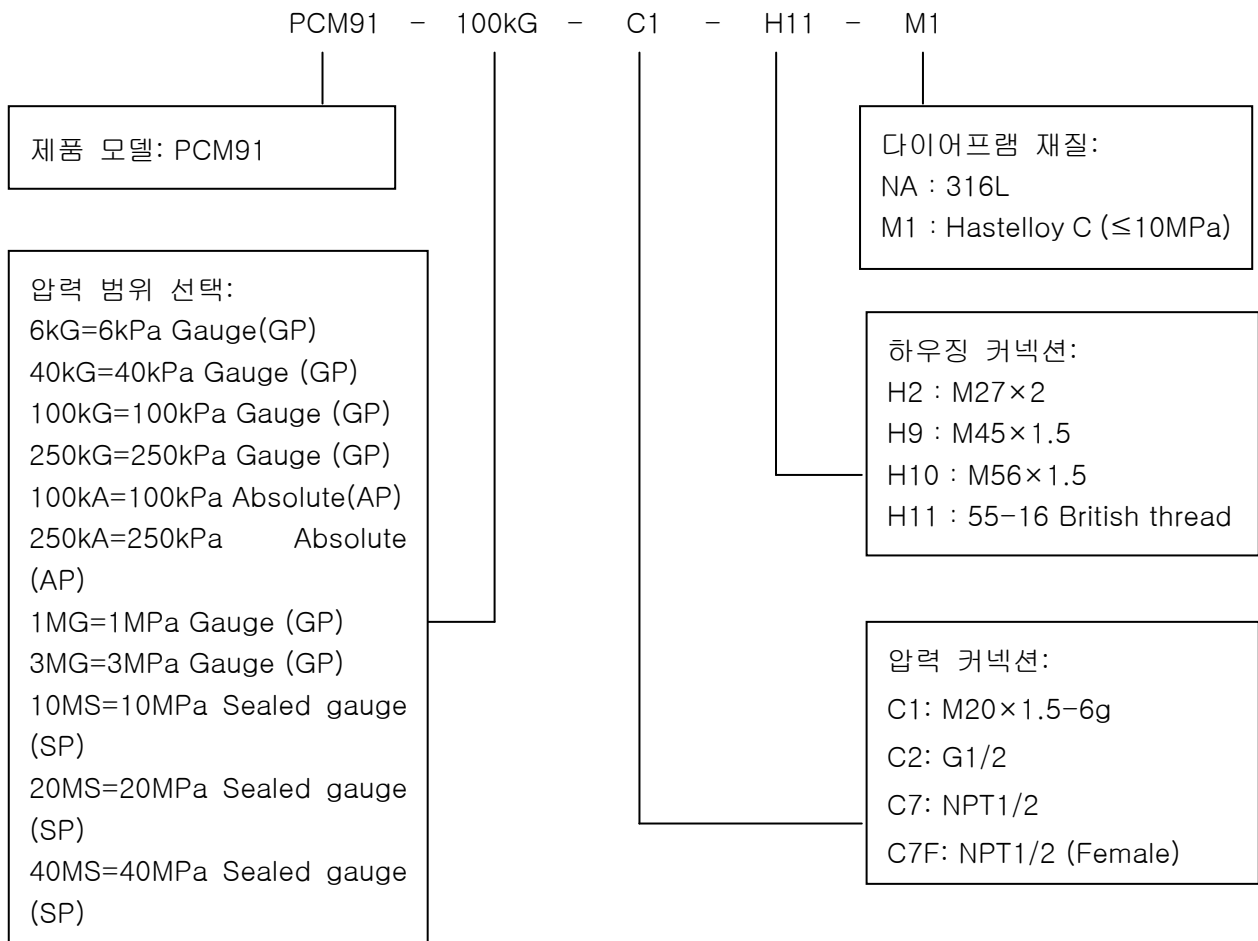 PCM91 - 100kG - C1 - H11 - M1
제품 모델: PCM91
압력 범위 선택:
6kG=6kPa Gauge(GP)
40kG=40kPa Gauge (GP)
100kG=100kPa Gauge (GP)
250kG=250kPa Gauge (GP)
100kA=100kPa Absolute(AP)
250kA=250kPa Absolute
(AP)
1MG=1MPa Gauge (GP)
3MG=3MPa Gauge (GP)
10MS=10MPa Sealed gauge
(SP)
20MS=20MPa Sealed gauge
(SP)
40MS=40MPa Sealed gauge
(SP)
다이어프램 재질:
NA : 316L
M1 : Hastelloy C (≤10MPa)
하우징 커넥션:
H2 : M27×2
H9 : M45×1.5
H10 : M56×1.5
H11 : 55-16 British thread
압력 커넥션:
C1: M20×1.5-6g
C2: G1/2
C7: NPT1/2
C7F: NPT1/2 (Female)